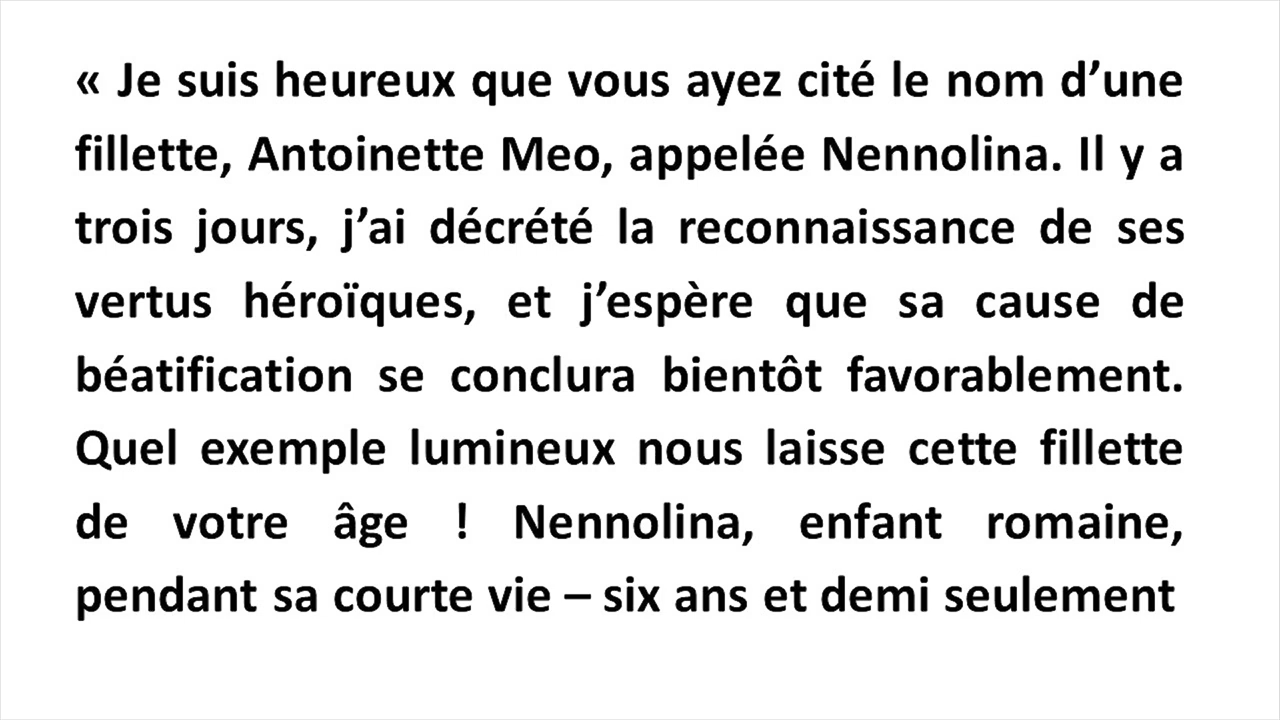 « Je suis heureux que vous ayez cité le nom d’une
fillette, Antoinette Meo, appelée Nennolina. Il y a
trois jours, j’ai décrété la reconnaissance de ses
vertus héroïques, et j’espère que sa cause de
béatification se conclura bientôt favorablement.
Quel exemple lumineux nous laisse cette fillette
de votre âge ! Nennolina, enfant romaine,
pendant sa courte vie – six ans et demi seulement